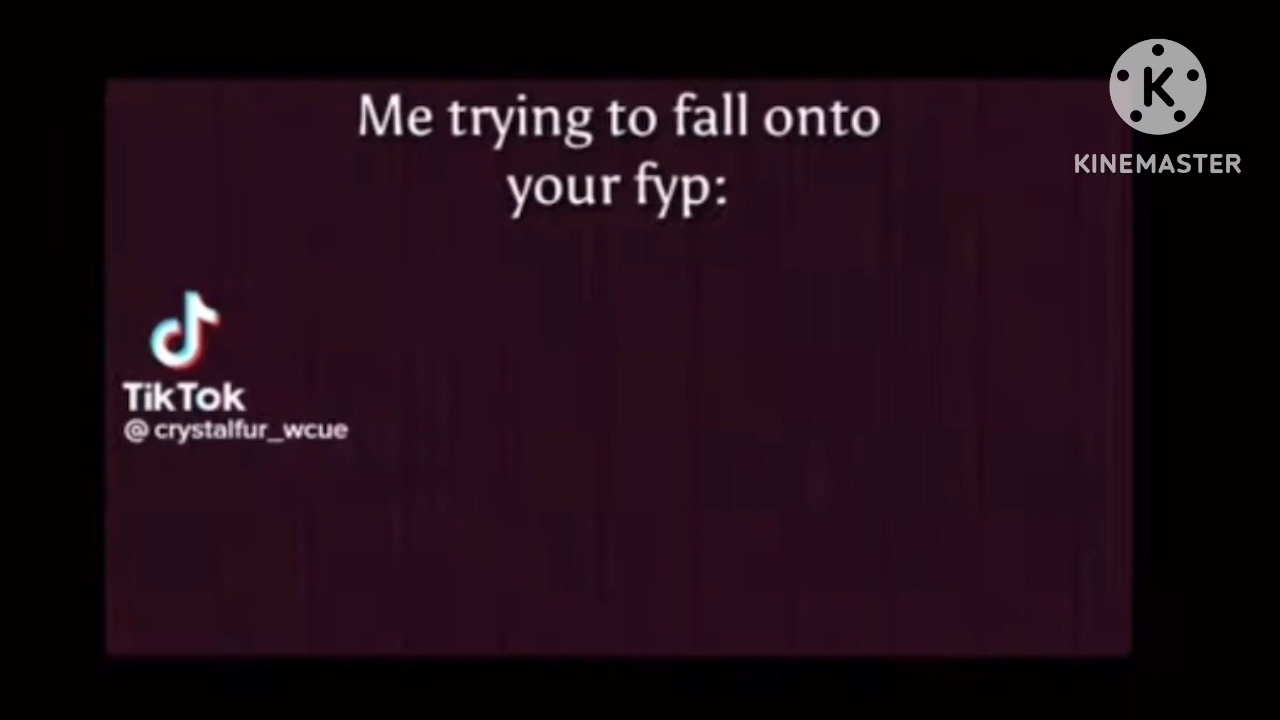 Me trying to fall onto
your fyp:
K
KINEMASTER
TikTok
@ crystalfur_wcue